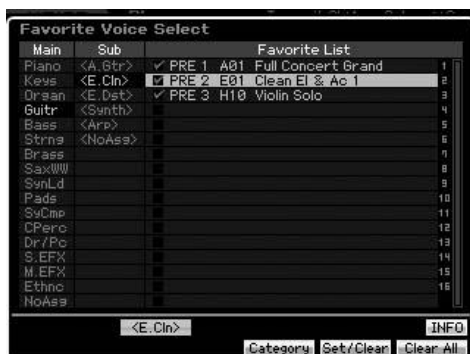 Favorite Voice Select
Main Sub Favorite List
Piano <A.Gtr> PRE 1 A01 Full Concert Grand 1
Keys <E.Cln> PRE 2 E01 Clean El & Ac 1 2
Organ <E.Dst> PRE 3 H10 Violin Solo 3
Guitr <Synth> 4
Bass <Arp> 5
Strng <NoAsg> 6
Brass 7
SaxWW 8
SynLd 9
Pads 10
SyCmp 11
CPerc 12
Dr/Pc 13
S.EFX 14
M.EFX 15
Ethno 16
NoAsg
<E.Cln> INFO
Category Set/Clear Clear All